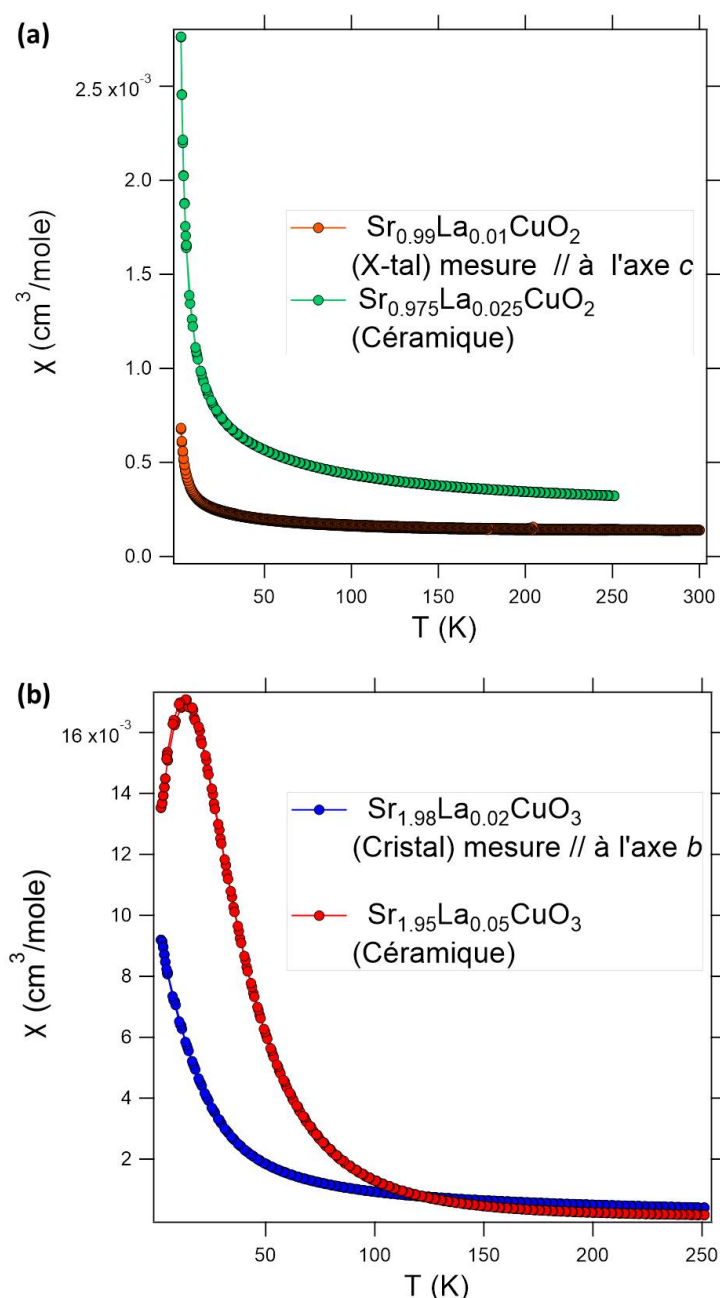 (a)
2.5 x10⁻³
2.0
1.5
1.0
0.5
0.0
χ (cm³/mole)
Sr₀.₉₉La₀.₀₁CuO₂
(X-tal) mesure // à l'axe c
Sr₀.₉₇₅La₀.₀₂₅CuO₂
(Céramique)
50 100 150 200 250 300
T (K)
(b)
16 x10⁻³
14
12
10
8
6
4
2
χ (cm³/mole)
Sr₁.₉₈La₀.₀₂CuO₃
(Cristal) mesure // à l'axe b
Sr₁.₉₅La₀.₀₅CuO₃
(Céramique)
50 100 150 200 250
T (K)